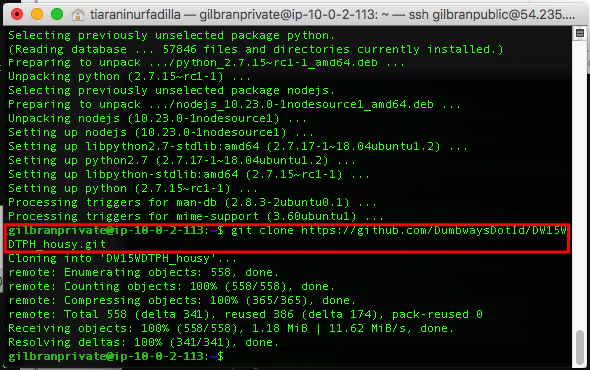 tiaraninurfadilla — gilbranprivate@ip-10-0-2-113: ~ — ssh gilbranpublic@54.235....
Selecting previously unselected package python.
(Reading database ... 57846 files and directories currently installed.)
Preparing to unpack .../python_2.7.15~rc1-1_amd64.deb ...
Unpacking python (2.7.15~rc1-1) ...
Selecting previously unselected package nodejs.
Preparing to unpack .../nodejs_10.23.0-1nodesource1_amd64.deb ...
Unpacking nodejs (10.23.0-1nodesource1) ...
Setting up nodejs (10.23.0-1nodesource1) ...
Setting up libpython2.7-stdlib:amd64 (2.7.17-1~18.04ubuntu1.2) ...
Setting up python2.7 (2.7.17-1~18.04ubuntu1.2) ...
Setting up libpython-stdlib:amd64 (2.7.15~rc1-1) ...
Setting up python (2.7.15~rc1-1) ...
Processing triggers for man-db (2.8.3-2ubuntu0.1) ...
Processing triggers for mime-support (3.60ubuntu1) ...
gilbranprivate@ip-10-0-2-113:~$ git clone https://github.com/DumbwaysDotId/DW15W
DTPH_housy.git
Cloning into 'DW15WDTPH_housy'...
remote: Enumerating objects: 558, done.
remote: Counting objects: 100% (558/558), done.
remote: Compressing objects: 100% (365/365), done.
remote: Total 558 (delta 341), reused 386 (delta 174), pack-reused 0
Receiving objects: 100% (558/558), 1.18 MiB | 11.62 MiB/s, done.
Resolving deltas: 100% (341/341), done.
gilbranprivate@ip-10-0-2-113:~$